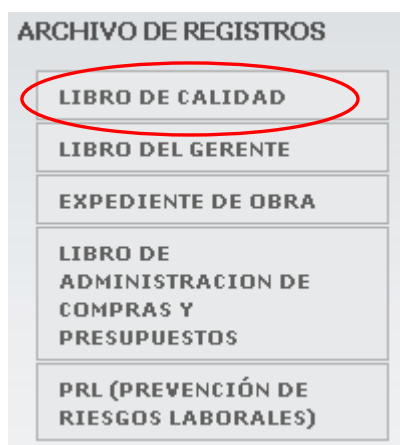 ARCHIVO DE REGISTROS
LIBRO DE CALIDAD
LIBRO DEL GERENTE
EXPEDIENTE DE OBRA
LIBRO DE
ADMINISTRACION DE
COMPRAS Y
PRESUPUESTOS
PRL (PREVENCIÓN DE
RIESGOS LABORALES)